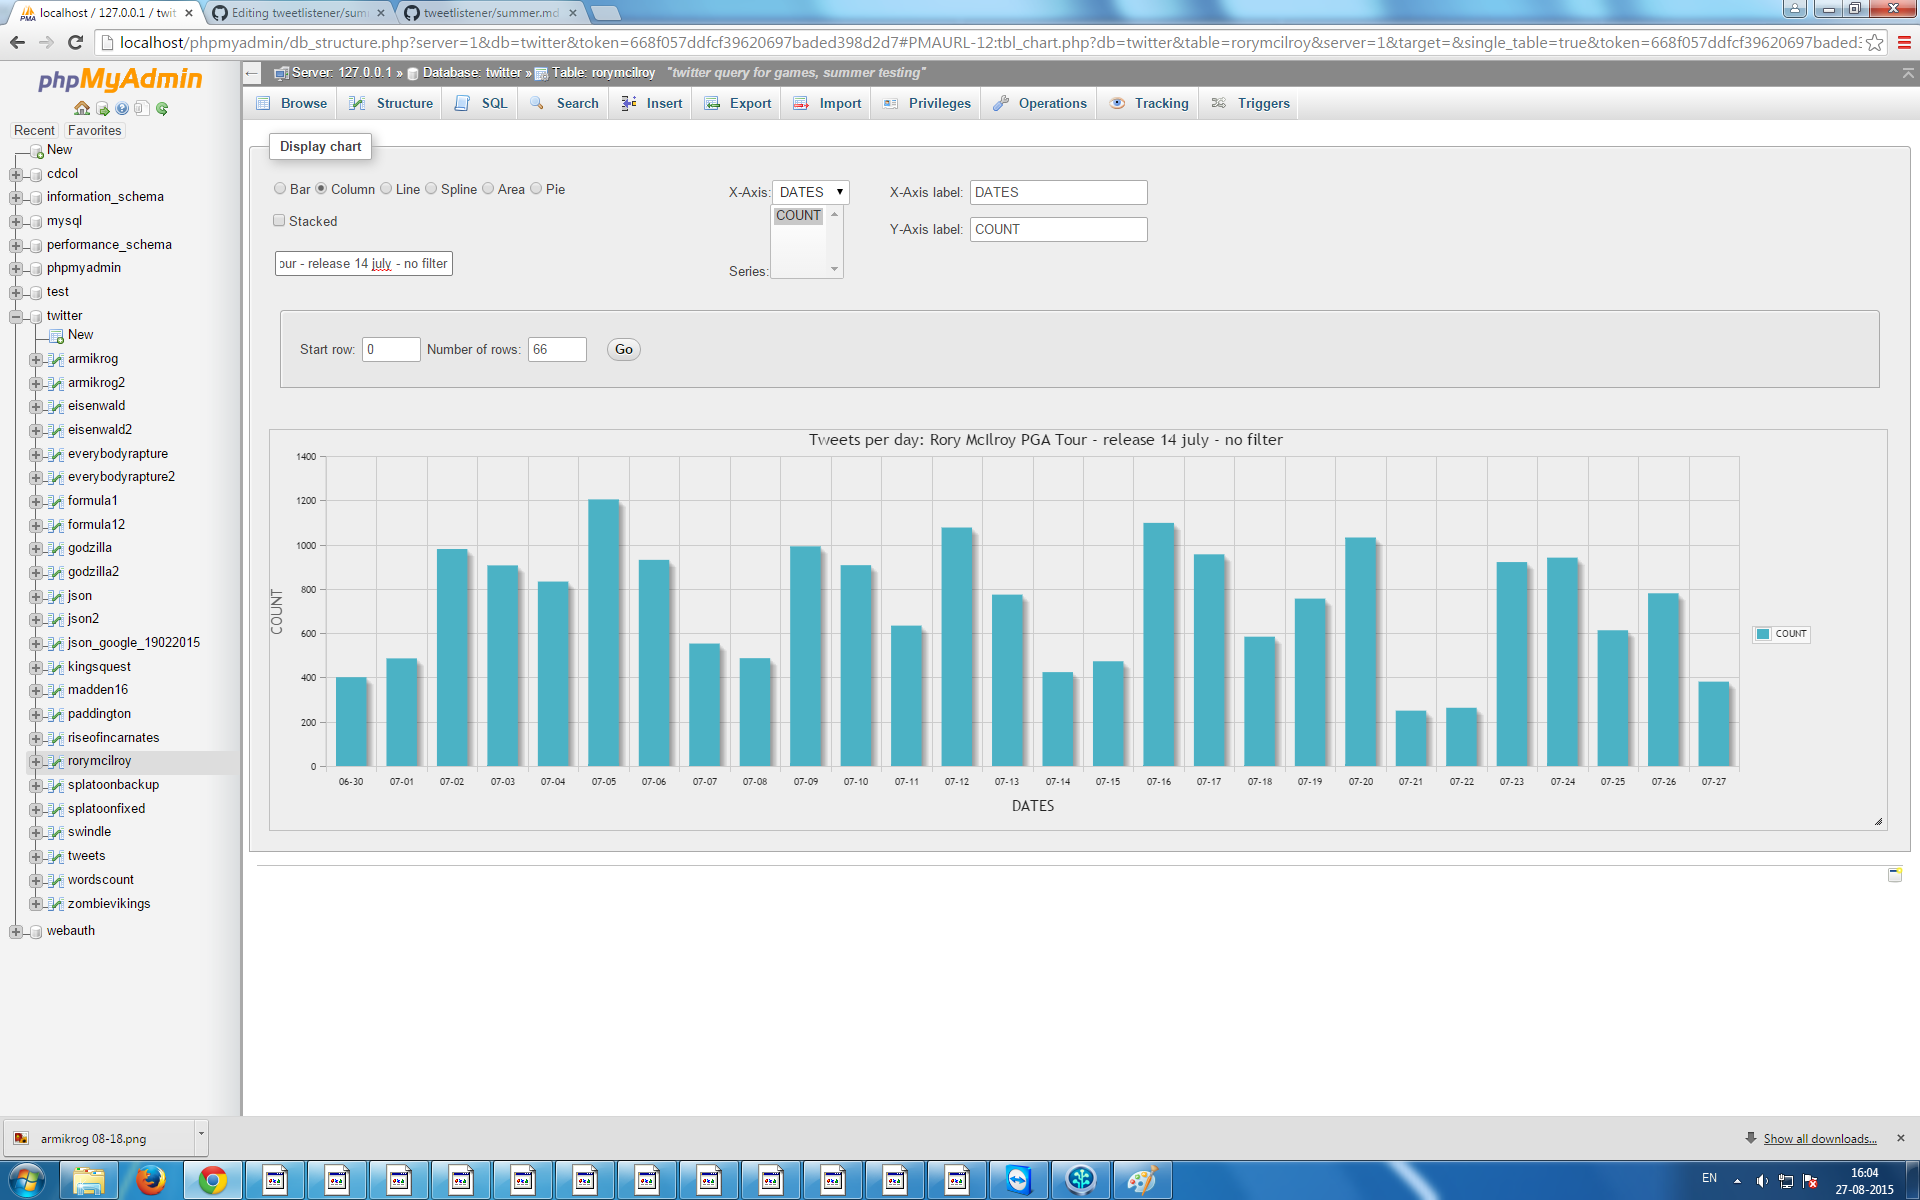 localhost / 127.0.0.1 / twit
Editing tweetlistener/sum
tweetlistener/summer.md
localhost/phpmyadmin/db_structure.php?server=1&db=twitter&token=668f057ddfcf39620697baded398d2d7#PMAURL-12:tbl_chart.php?db=twitter&table=rorymcilroy&server=1&target=&single_table=true&token=668f057ddfcf39620697baded3
phpMyAdmin
Recent Favorites
New
cdcol
information_schema
mysql
performance_schema
phpmyadmin
test
twitter
New
armikrog
armikrog2
eisenwald
eisenwald2
everybodyrapture
everybodyrapture2
formula1
formula12
godzilla
godzilla2
json
json2
json_google_19022015
kingsquest
madden16
paddington
riseofincarnates
rorymcilroy
splatoonbackup
splatoonfixed
swindle
tweets
wordscount
zombievikings
webauth
Server: 127.0.0.1 » Database: twitter » Table: rorymcilroy "twitter query for games, summer testing"
Browse Structure SQL Search Insert Export Import Privileges Operations Tracking Triggers
Display chart
Bar Column Line Spline Area Pie
Stacked
our - release 14 july - no filter
X-Axis: DATES
COUNT
Series:
X-Axis label: DATES
Y-Axis label: COUNT
Start row: 0 Number of rows: 66 Go
Tweets per day: Rory McIlroy PGA Tour - release 14 july - no filter
1400
1200
1000
800
600
400
200
0
COUNT
06-30 07-01 07-02 07-03 07-04 07-05 07-06 07-07 07-08 07-09 07-10 07-11 07-12 07-13 07-14 07-15 07-16 07-17 07-18 07-19 07-20 07-21 07-22 07-23 07-24 07-25 07-26 07-27
DATES
COUNT
armikrog 08-18.png
Show all downloads...
EN
16:04
27-08-2015